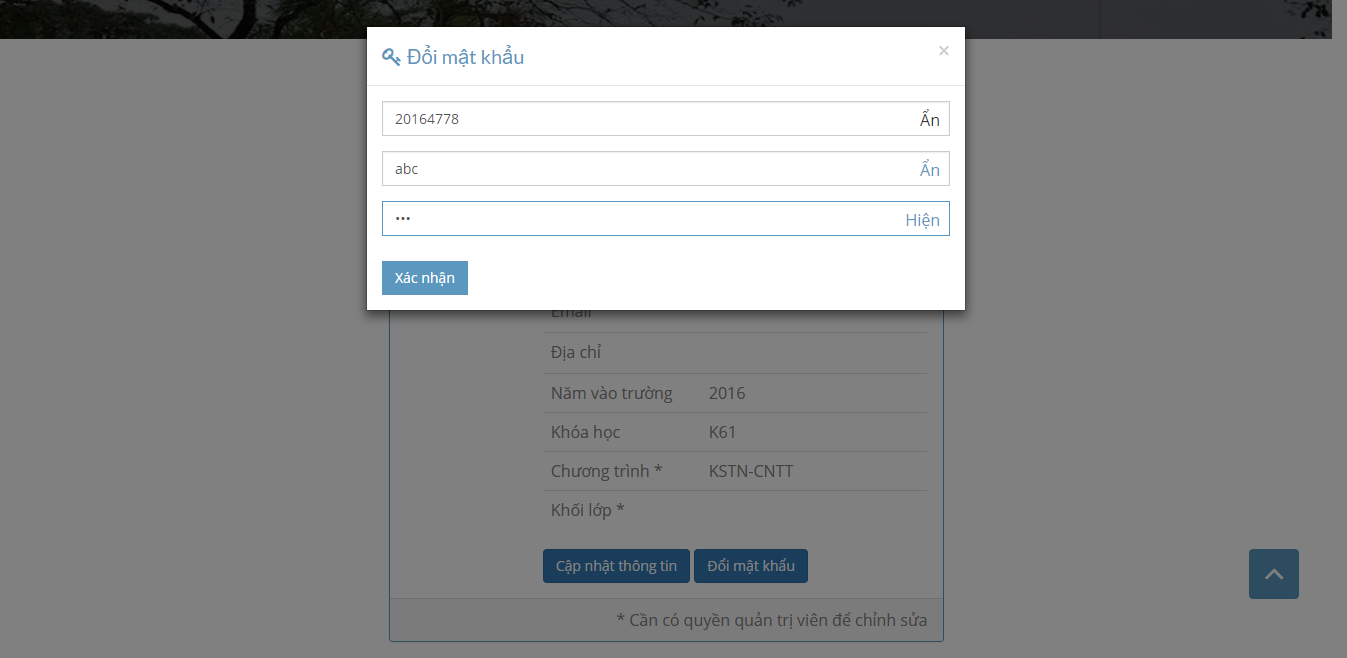 Đổi mật khẩu ×
20164778 Ẩn
abc Ẩn
••• Hiện
Xác nhận
Email
Địa chỉ
Năm vào trường 2016
Khóa học K61
Chương trình * KSTN-CNTT
Khối lớp *
Cập nhật thông tin Đổi mật khẩu
* Cần có quyền quản trị viên để chỉnh sửa